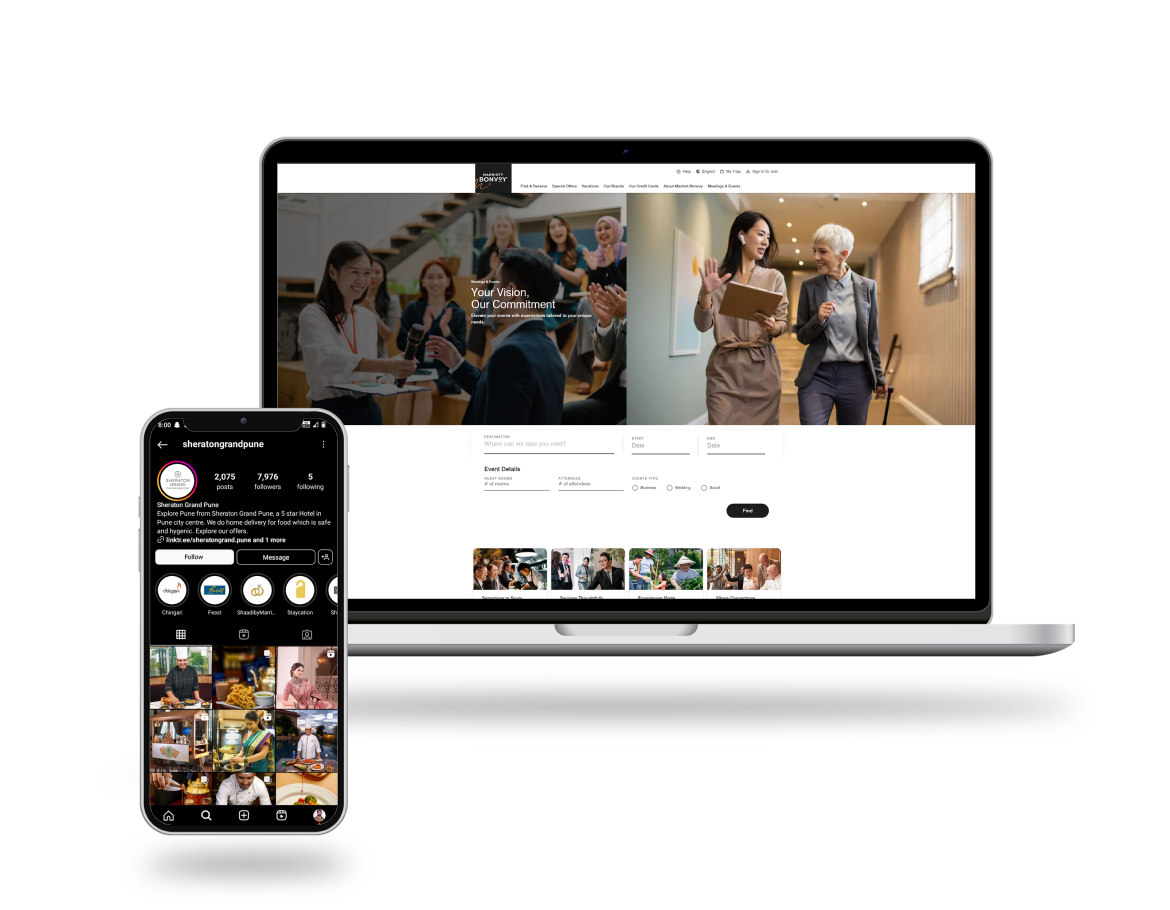 MARRIOTT
BONVOY
Help English My Trips Sign In Or Join
Find & Reserve Special Offers Vacations Our Brands Our Credit Cards About Marriott Bonvoy Meetings & Events
Meetings & Events
Your Vision,
Our Commitment
Elevate your events with experiences tailored to your unique
needs.
DESTINATION
Where can we take you next?
START
Date
END
Date
Event Details
GUEST ROOMS
# of rooms
ATTENDEES
# of attendees
EVENTS TYPE
Business Wedding Social
Find
8:00
sheratongrandpune
SHERATON
GRAND
2,075 7,976 5
posts followers following
Sheraton Grand Pune
Explore Pune from Sheraton Grand Pune, a 5 star Hotel in
Pune city centre. We do home delivery for food which is safe
and hygenic. Explore our offers.
linktr.ee/sheratongrand.pune and 1 more
Follow Message
chingari
Feast
Chingari Feast ShaadibyMarri... Staycation Sh